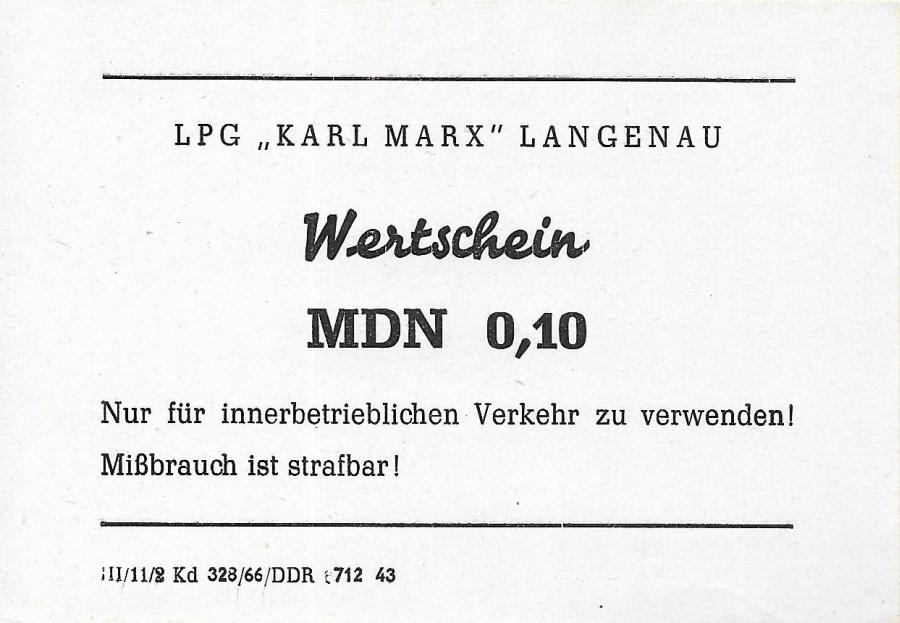 LPG „KARL MARX" LANGENAU
Wertschein
MDN 0,10
Nur für innerbetrieblichen Verkehr zu verwenden!
Mißbrauch ist strafbar!
III/11/2 Kd 328/66/DDR 712 43